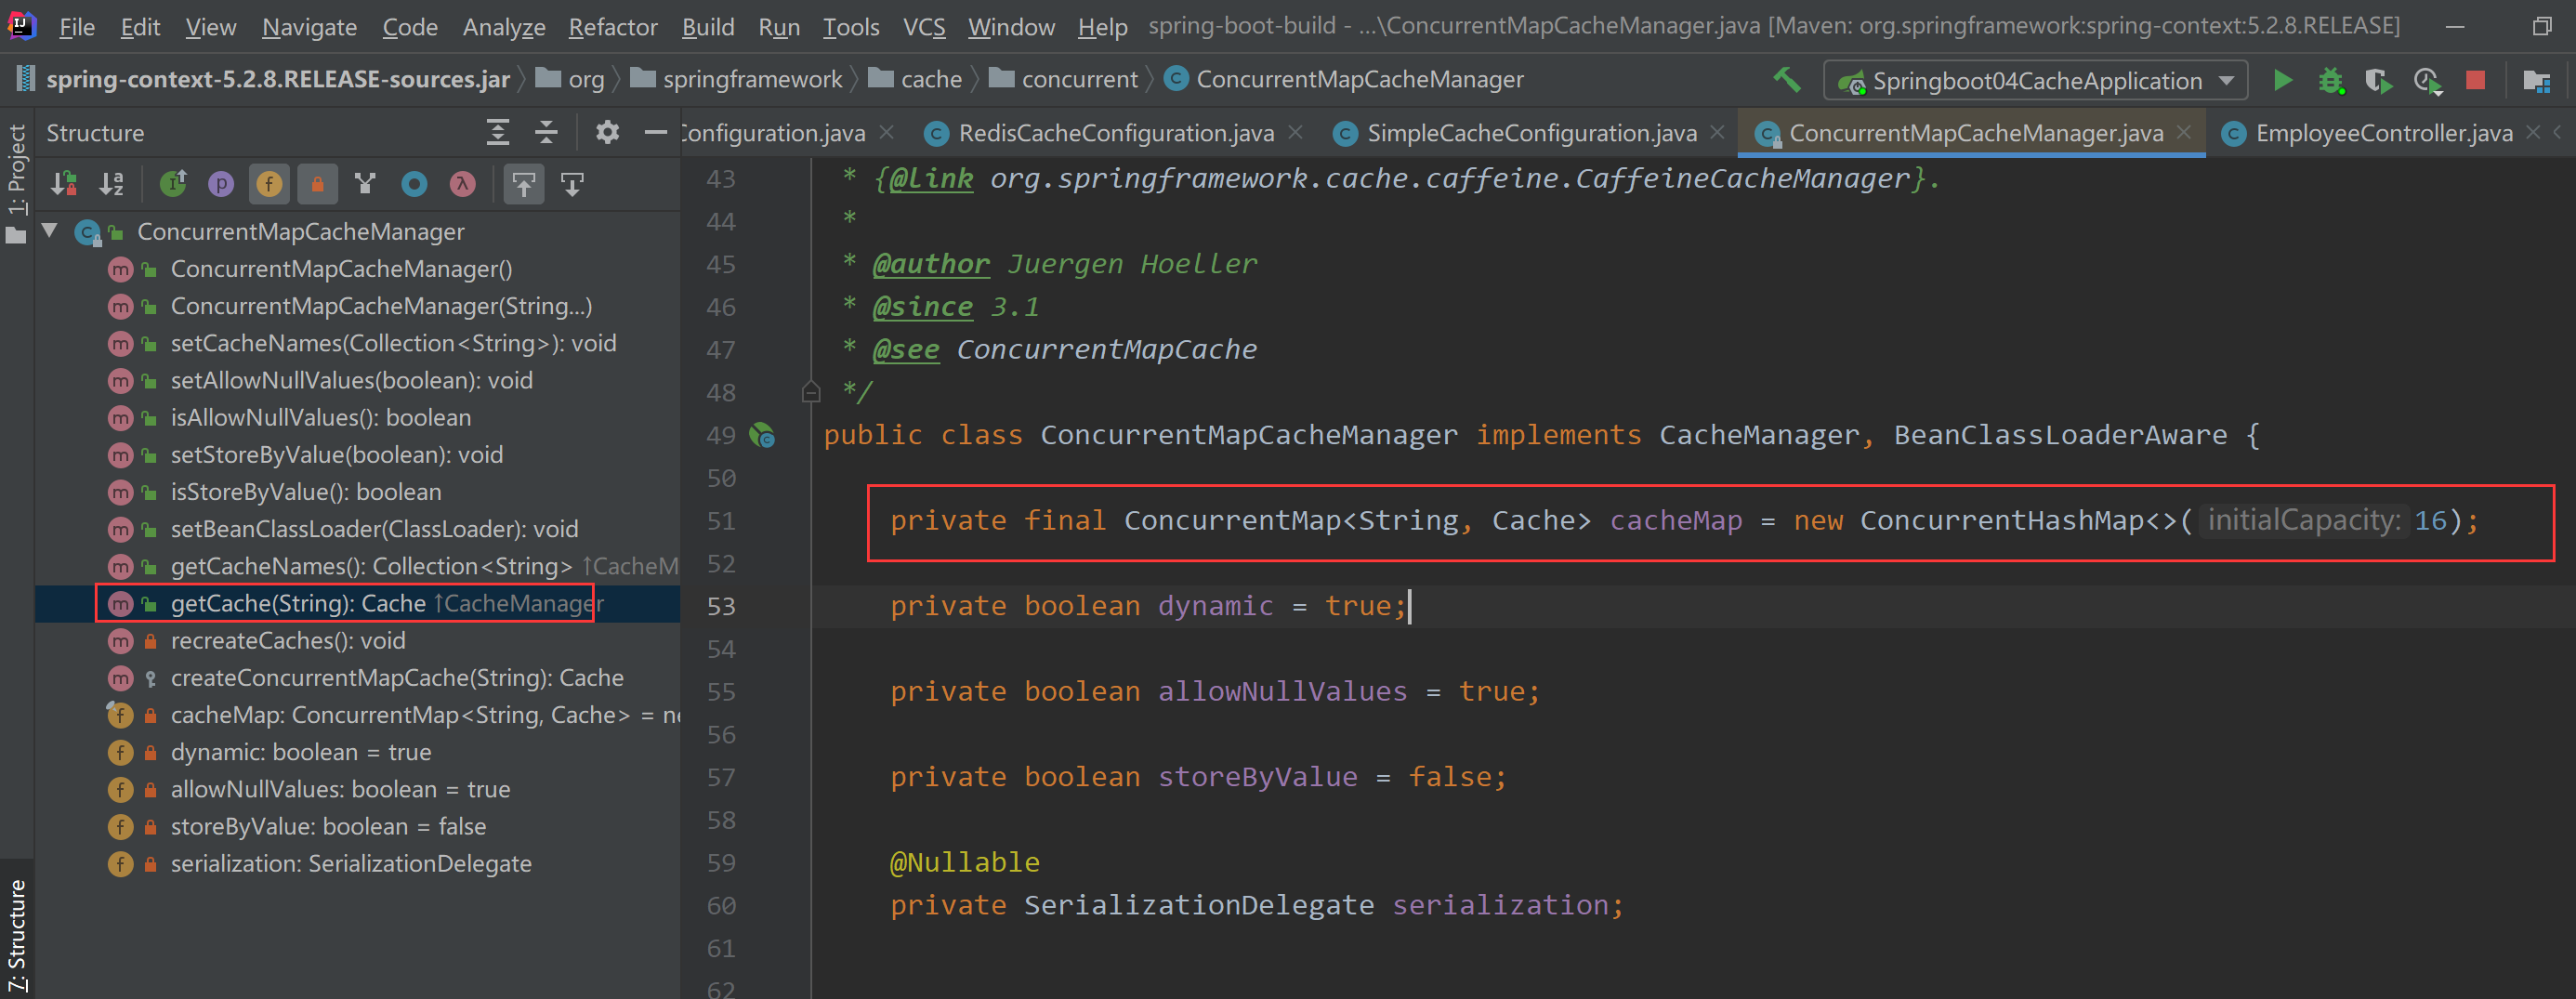 File Edit View Navigate Code Analyze Refactor Build Run Tools VCS Window Help spring-boot-build - ...\ConcurrentMapCacheManager.java [Maven: org.springframework:spring-context:5.2.8.RELEASE]
spring-context-5.2.8.RELEASE-sources.jar org springframework cache concurrent ConcurrentMapCacheManager Springboot04CacheApplication
1: Project
7: Structure
Structure
ConcurrentMapCacheManager
ConcurrentMapCacheManager()
ConcurrentMapCacheManager(String...)
setCacheNames(Collection<String>): void
setAllowNullValues(boolean): void
isAllowNullValues(): boolean
setStoreByValue(boolean): void
isStoreByValue(): boolean
setBeanClassLoader(ClassLoader): void
getCacheNames(): Collection<String> ↑CacheM
getCache(String): Cache ↑CacheManager
recreateCaches(): void
createConcurrentMapCache(String): Cache
cacheMap: ConcurrentMap<String, Cache> = ne
dynamic: boolean = true
allowNullValues: boolean = true
storeByValue: boolean = false
serialization: SerializationDelegate
Configuration.java RedisCacheConfiguration.java SimpleCacheConfiguration.java ConcurrentMapCacheManager.java EmployeeController.java
43 * {@link org.springframework.cache.caffeine.CaffeineCacheManager}.
44 *
45 * @author Juergen Hoeller
46 * @since 3.1
47 * @see ConcurrentMapCache
48 */
49 public class ConcurrentMapCacheManager implements CacheManager, BeanClassLoaderAware {
50
51 private final ConcurrentMap<String, Cache> cacheMap = new ConcurrentHashMap<>( initialCapacity: 16);
52
53 private boolean dynamic = true;
54
55 private boolean allowNullValues = true;
56
57 private boolean storeByValue = false;
58
59 @Nullable
60 private SerializationDelegate serialization;
61
62